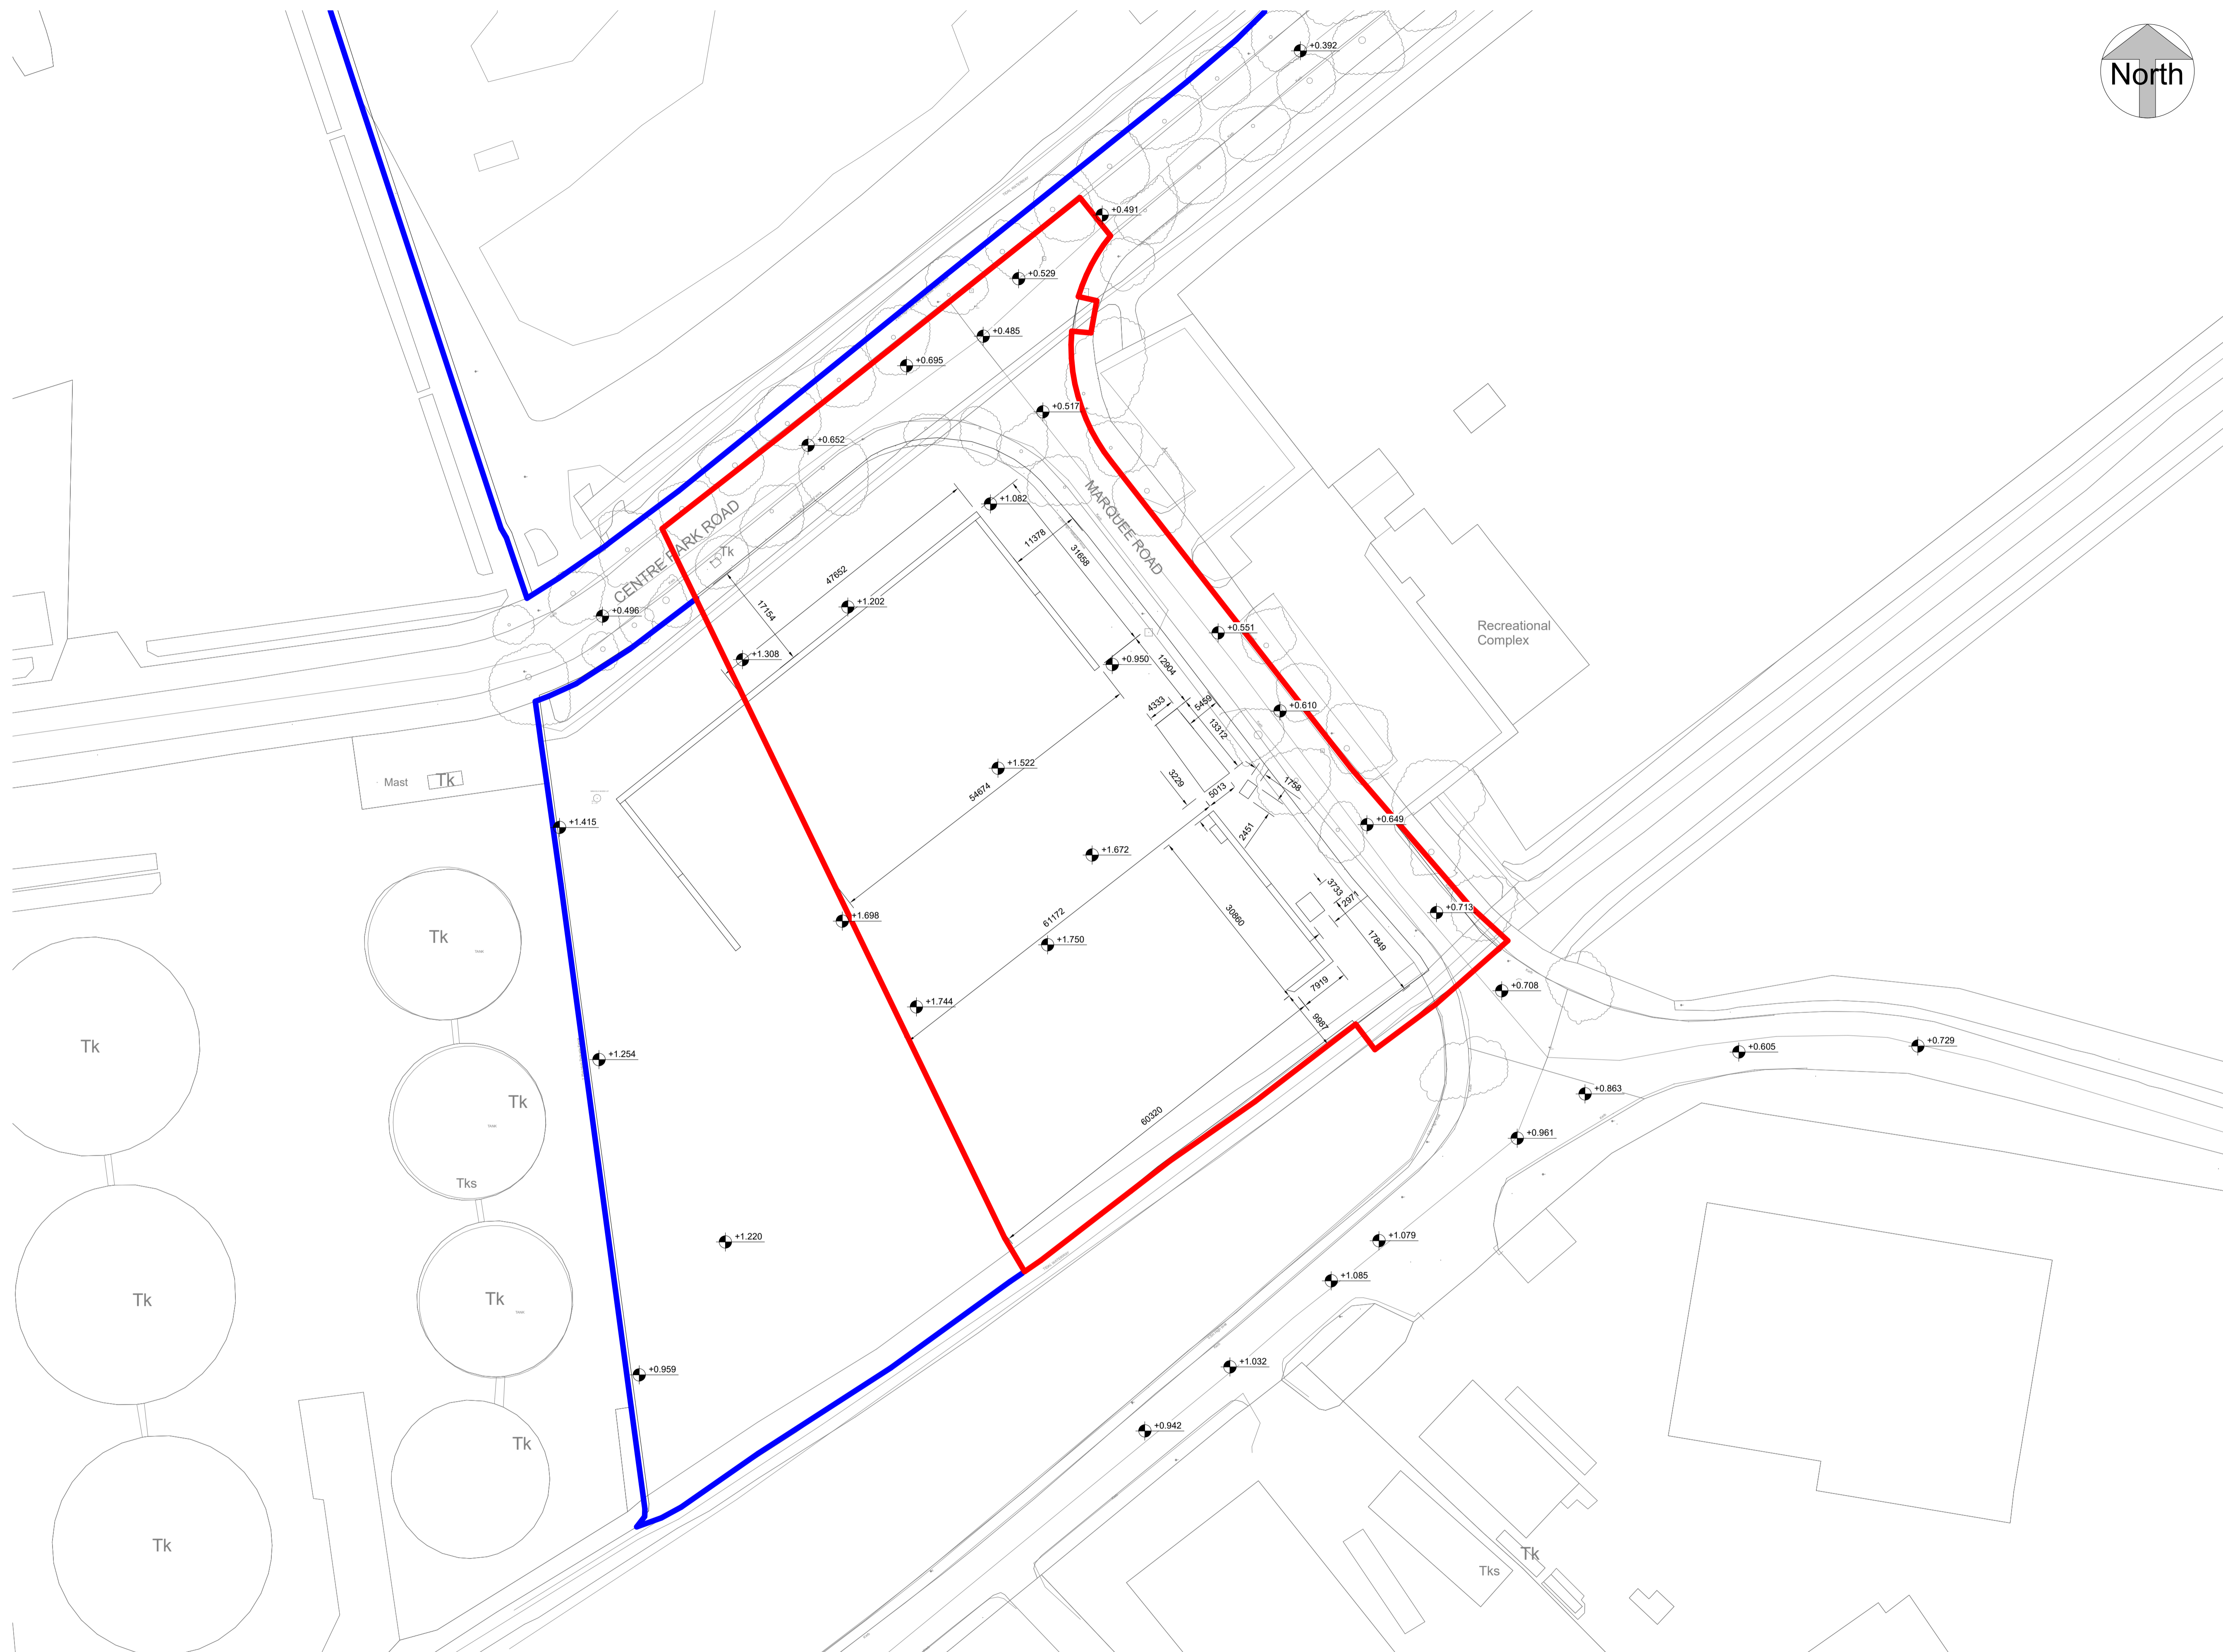 +0.392
North
+0.491
+0.529
+0.485
+0.695
+0.517
+0.652
CENTRE PARK ROAD
MARQUEE ROAD
+1.082
11378
31658
Tk
47652
17154
+1.202
+0.496
+1.308
+0.950
+0.551
Recreational
Complex
12904
4333
5459
13312
+0.610
+1.522
54674
3229
5013
1758
Mast
Tk
+1.415
2451
+0.649
+1.672
3733
2971
+1.698
61172
30860
+0.713
+1.750
17849
Tk
TANK
7919
+0.708
+1.744
9987
Tk
+1.254
+0.605
+0.729
+0.863
Tk
TANK
60320
+0.961
Tks
+1.220
+1.079
+1.085
Tk
Tk
TANK
+1.032
+0.959
+0.942
Tk
Tk
Tk
Tks